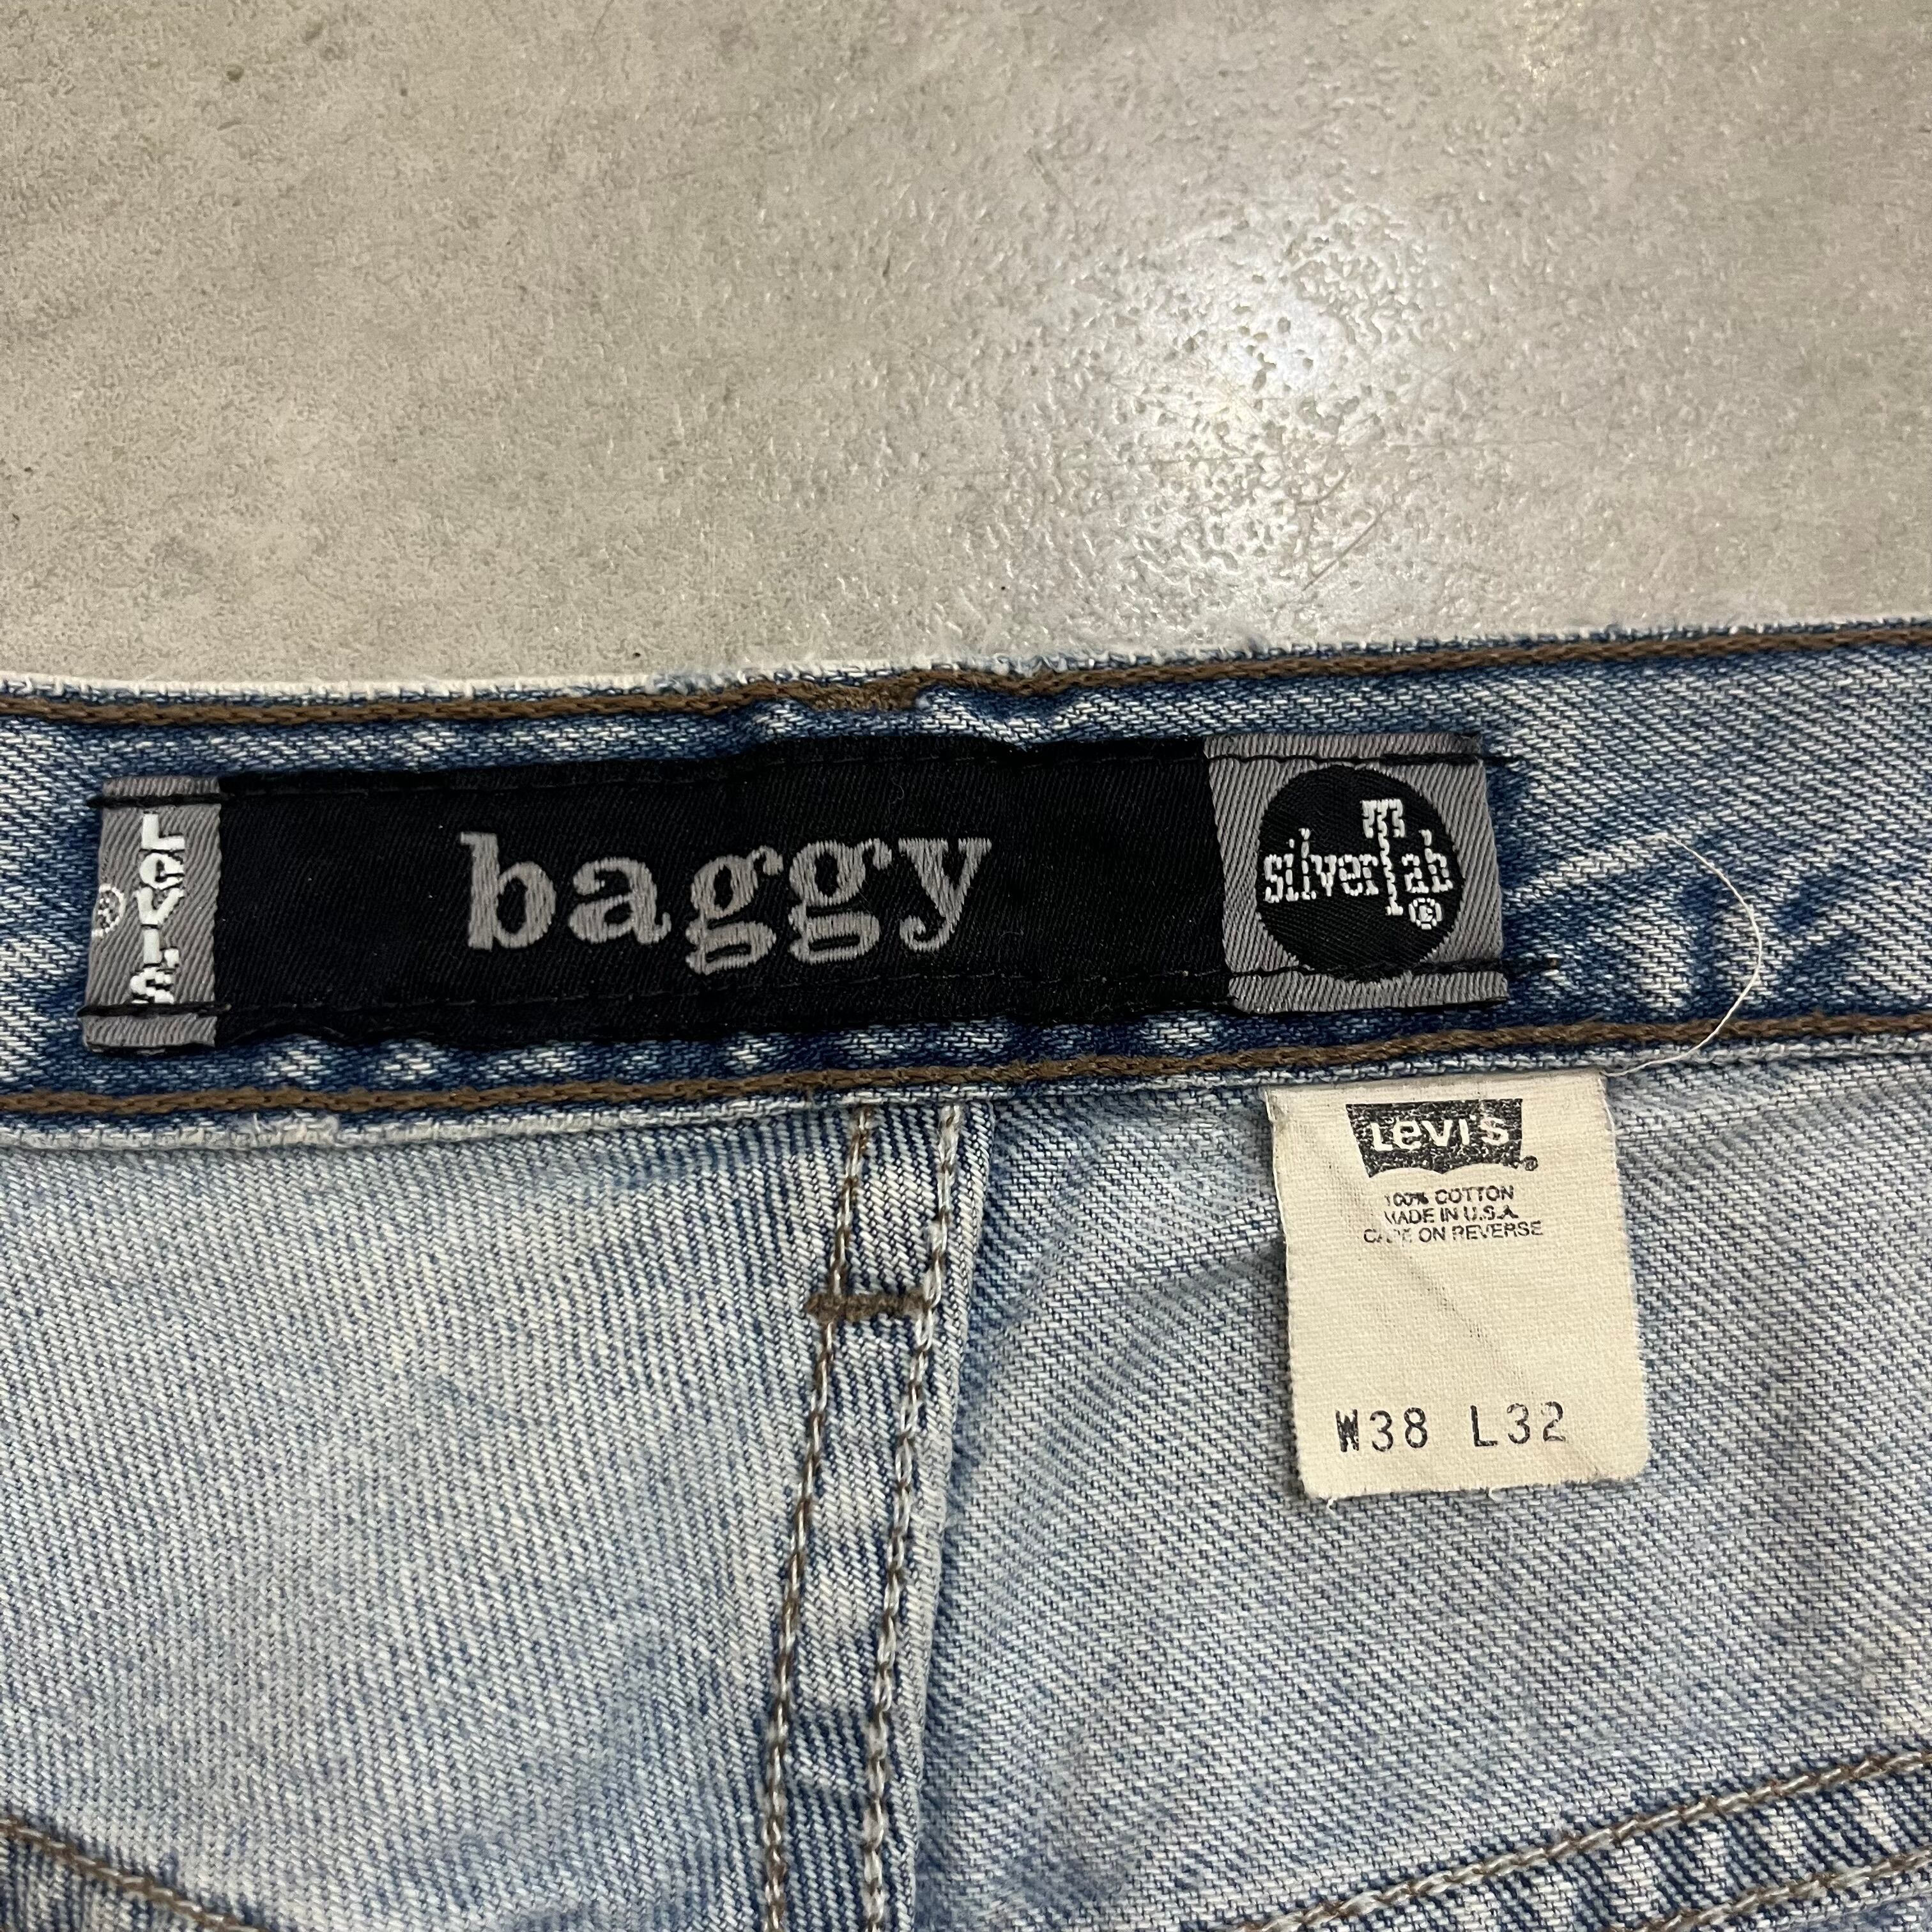 Levi's
®
baggy
silverTab
®
Levi's
®
100% COTTON
MADE IN U.S.A.
CARE ON REVERSE
W38 L32